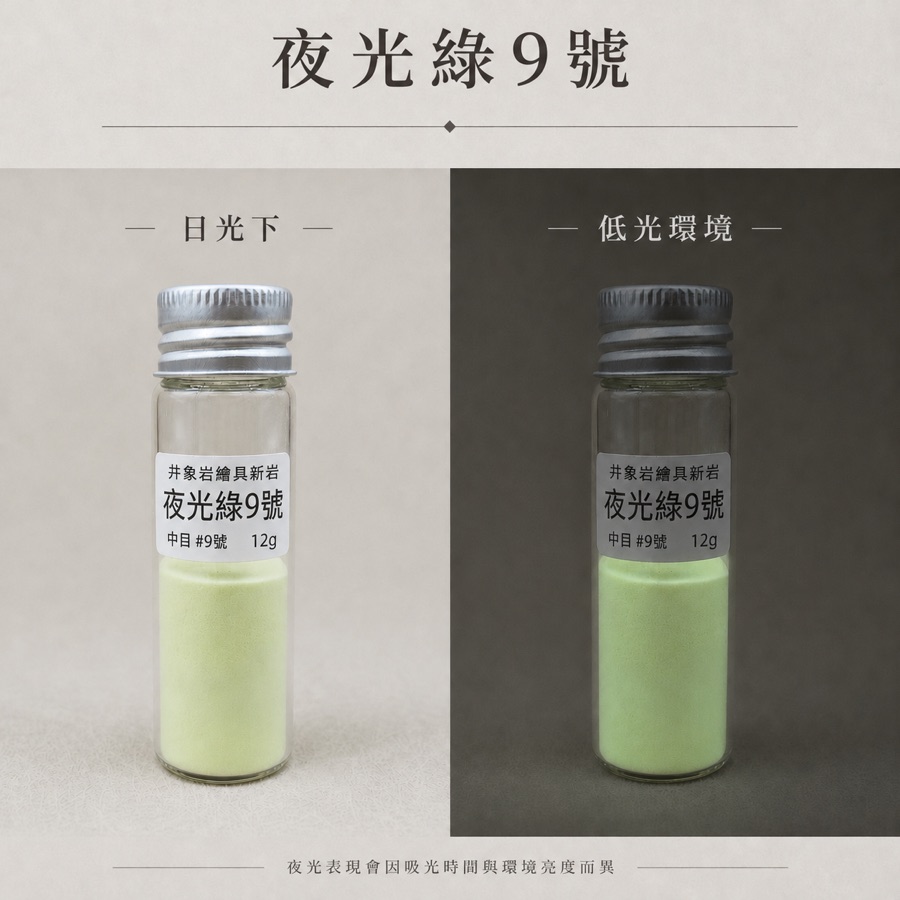 夜光綠9號
日光下
低光環境
井象岩繪具新岩
夜光綠9號
中目 #9號 12g
井象岩繪具新岩
夜光綠9號
中目 #9號 12g
夜光表現會因吸光時間與環境亮度而異